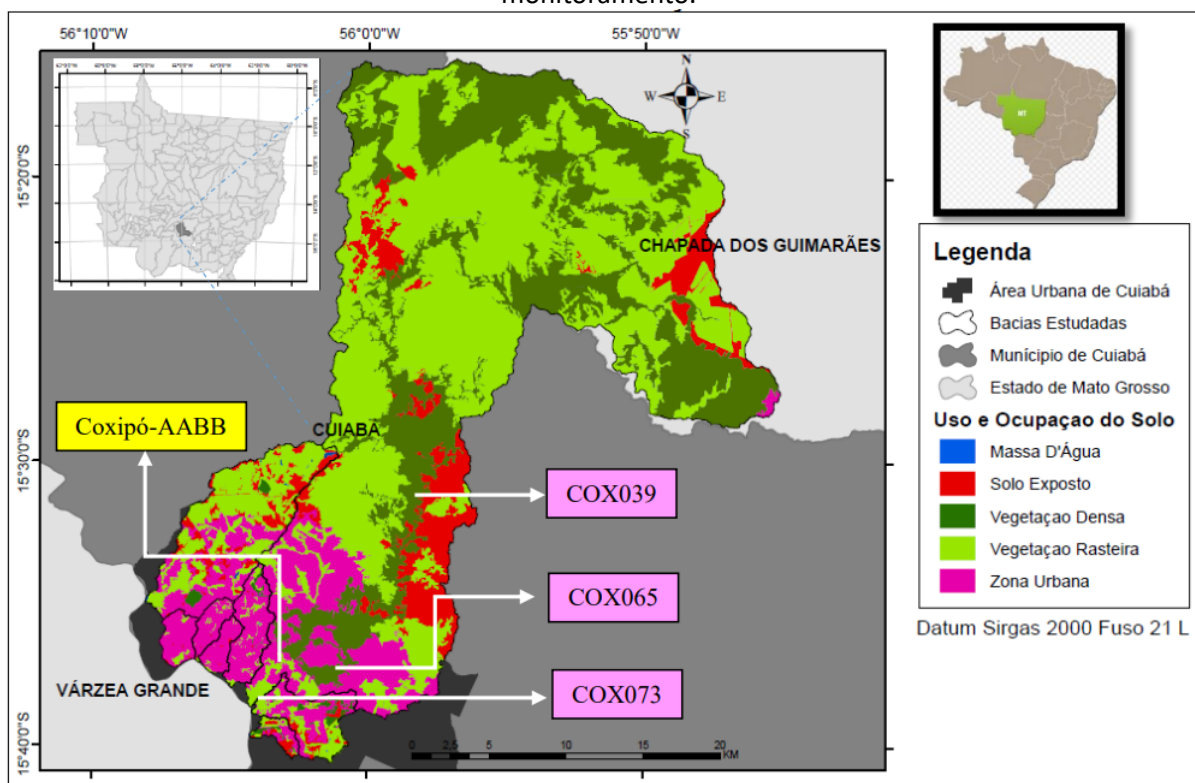 monitoramento.
56°10'0"W 56°0'0"W 55°50'0"W
N
W E
S
15°20'0"S
15°30'0"S
15°40'0"S
CHAPADA DOS GUIMARÃES
CUIABÁ
VÁRZEA GRANDE
Coxipó-AABB
COX039
COX065
COX073
0 2,5 5 10 15 20
KM
MT
Legenda
Área Urbana de Cuiabá
Bacias Estudadas
Munícipio de Cuiabá
Estado de Mato Grosso
Uso e Ocupaçao do Solo
Massa D'Água
Solo Exposto
Vegetaçao Densa
Vegetaçao Rasteira
Zona Urbana
Datum Sirgas 2000 Fuso 21 L